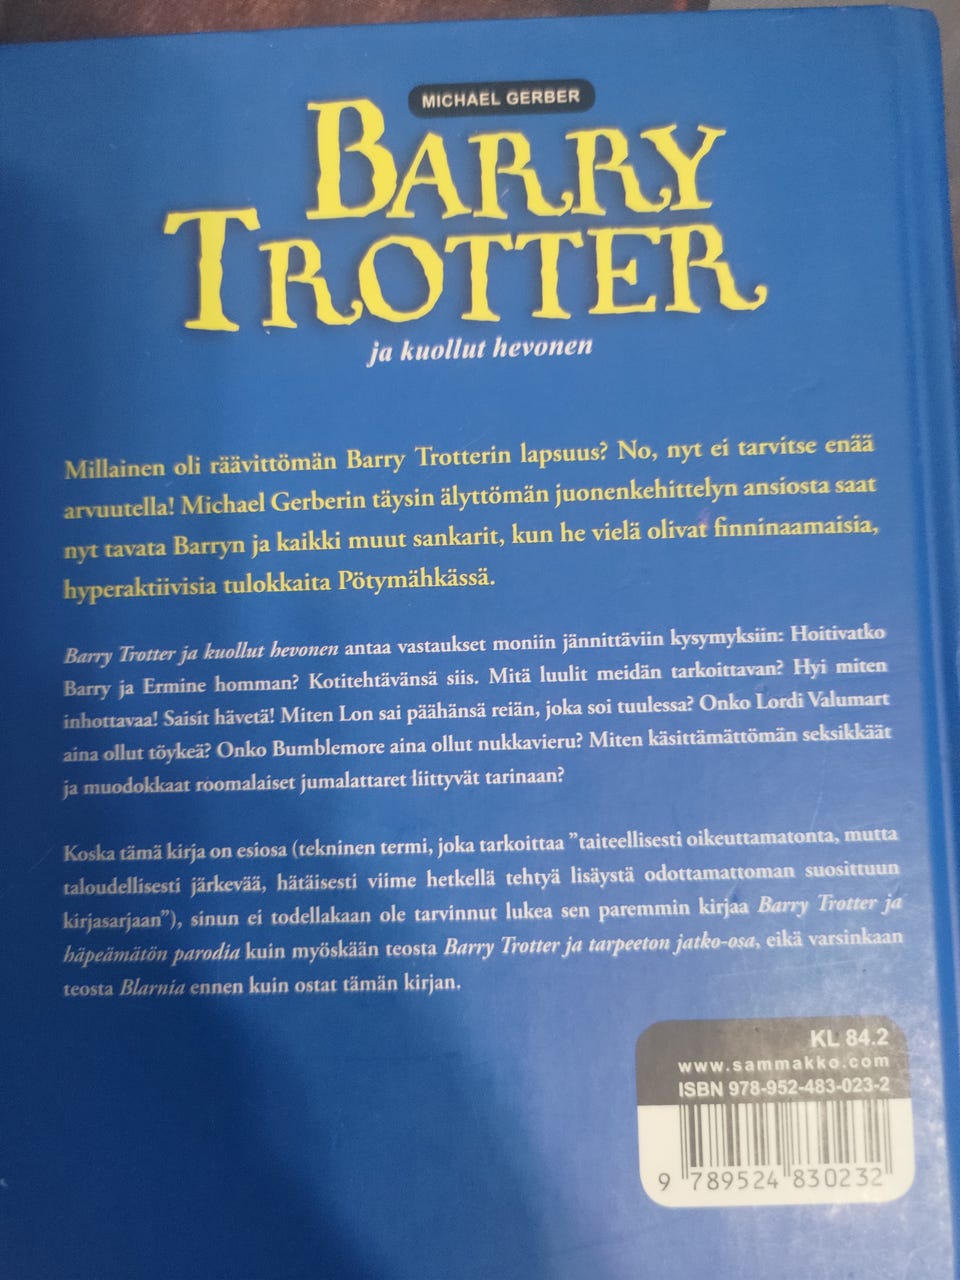 MICHAEL GERBER
BARRY
TROTTER
ja kuollut hevonen
Millainen oli räävittömän Barry Trotterin lapsuus? No, nyt ei tarvitse enää
arvuutella! Michael Gerberin täysin älyttömän juonenkehittelyn ansiosta saat
nyt tavata Barryn ja kaikki muut sankarit, kun he vielä olivat finninaamaisia,
hyperaktiivisia tulokkaita Pötymähkässä.
Barry Trotter ja kuollut hevonen antaa vastaukset moniin jännittäviin kysymyksiin: Hoitivatko
Barry ja Ermine homman? Kotitehtävänsä siis. Mitä luulit meidän tarkoittavan? Hyi miten
inhottavaa! Saisit hävetä! Miten Lon sai päähänsä reiän, joka soi tuulessa? Onko Lordi Valumart
aina ollut töykeä? Onko Bumblemore aina ollut nukkavieru? Miten käsittämättömän seksikkäät
ja muodokkaat roomalaiset jumalattaret liittyvät tarinaan?
Koska tämä kirja on esiosa (tekninen termi, joka tarkoittaa ”taiteellisesti oikeuttamatonta, mutta
taloudellisesti järkevää, hätäisesti viime hetkellä tehtyä lisäystä odottamattoman suosittuun
kirjasarjaan”), sinun ei todellakaan ole tarvinnut lukea sen paremmin kirjaa Barry Trotter ja
häpeämätön parodia kuin myöskään teosta Barry Trotter ja tarpeeton jatko-osa, eikä varsinkaan
teosta Blarnia ennen kuin ostat tämän kirjan.
KL 84.2
www.sammakko.com
ISBN 978-952-483-023-2
9 789524 830232